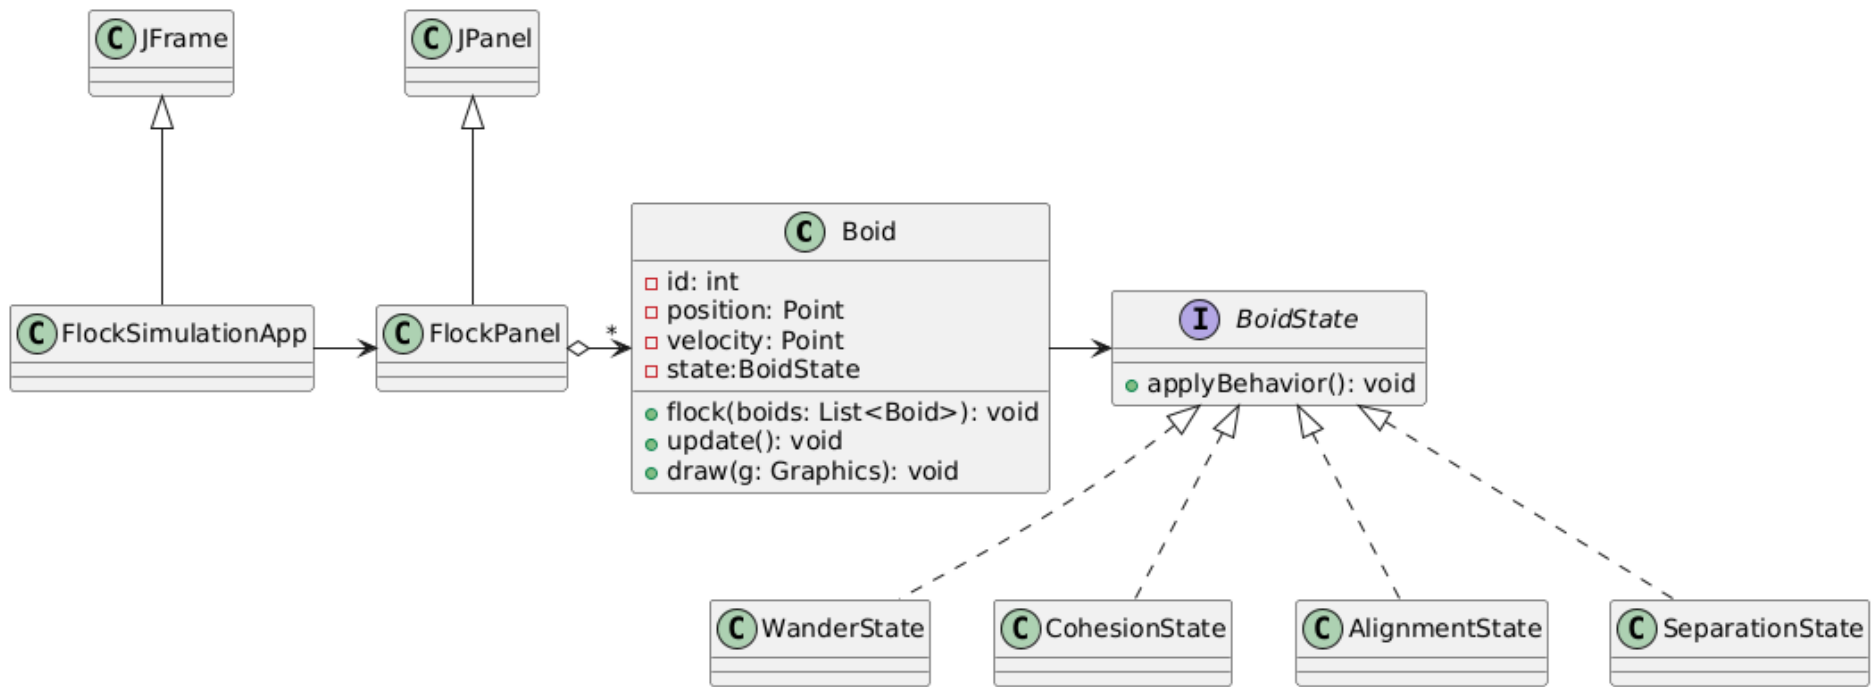 C JFrame
C JPanel
C Boid
id: int
position: Point
velocity: Point
state:BoidState
flock(boids: List<Boid>): void
update(): void
draw(g: Graphics): void
C FlockSimulationApp
C FlockPanel
*
I BoidState
applyBehavior(): void
C WanderState
C CohesionState
C AlignmentState
C SeparationState